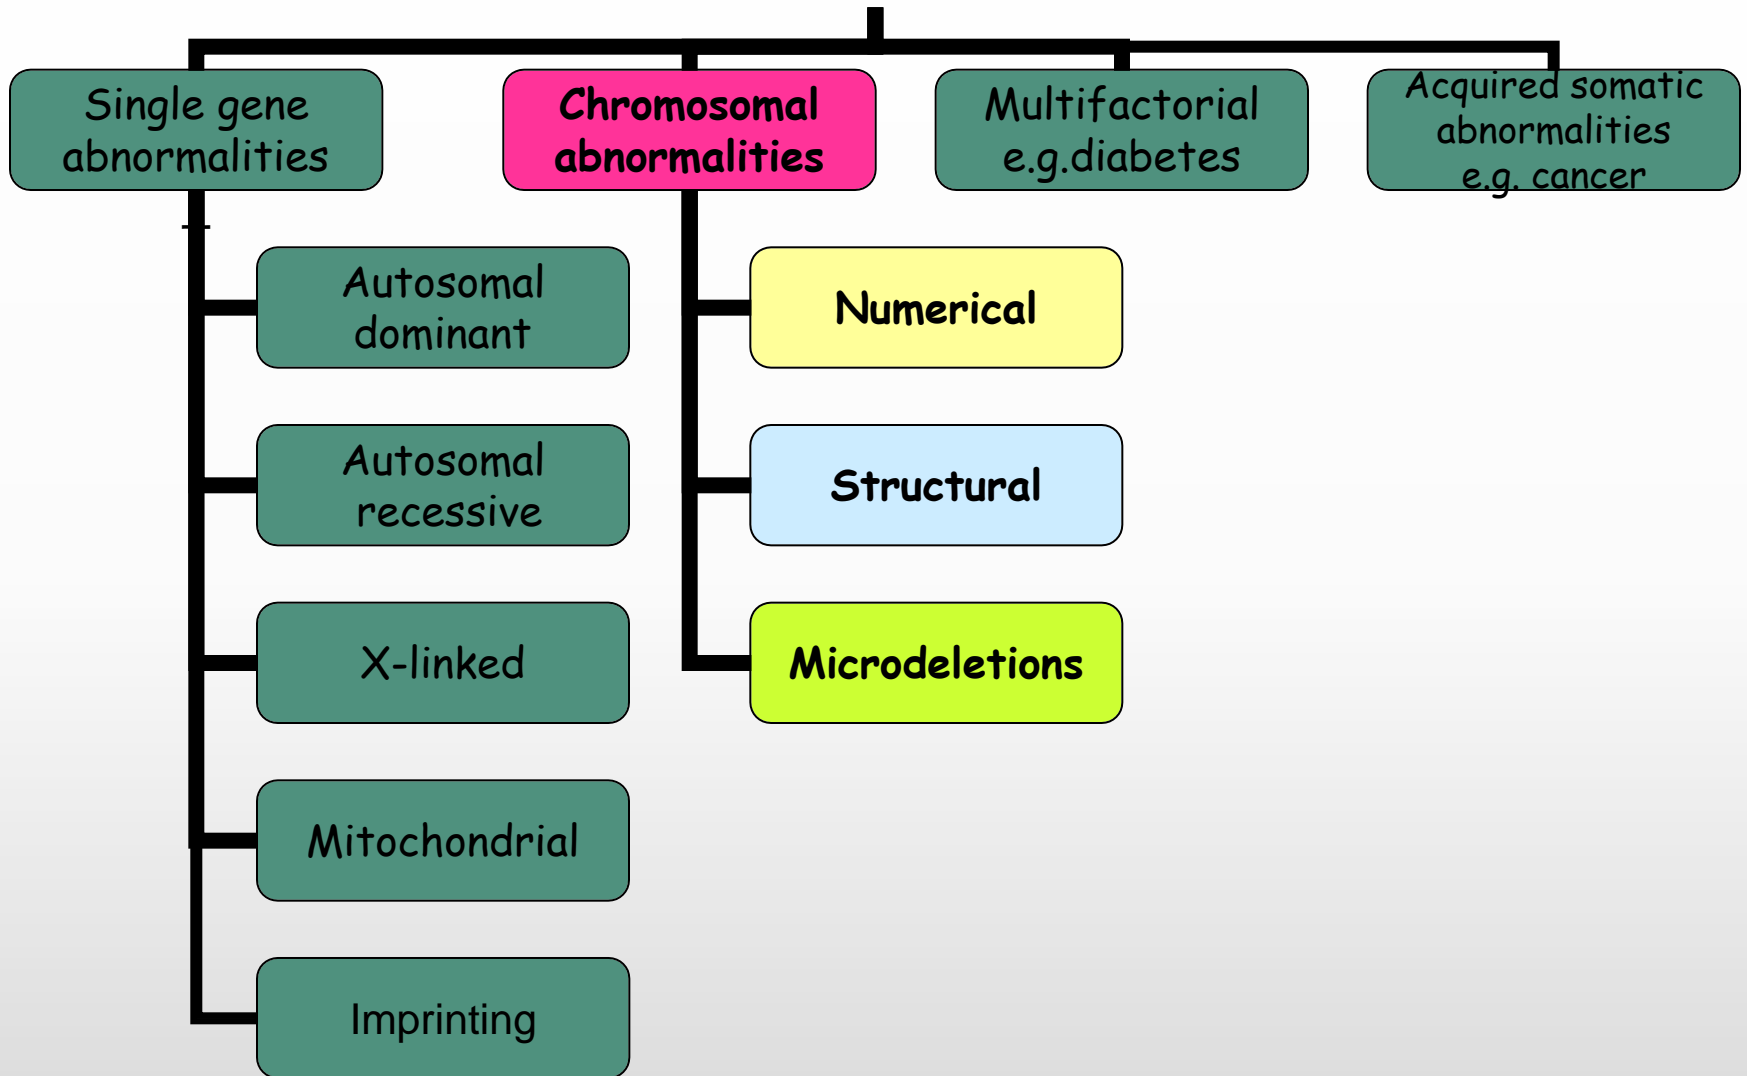 Single gene
abnormalities
Chromosomal
abnormalities
Multifactorial
e.g.diabetes
Acquired somatic
abnormalities
e.g. cancer
Autosomal
dominant
Autosomal
recessive
X-linked
Mitochondrial
Imprinting
Numerical
Structural
Microdeletions